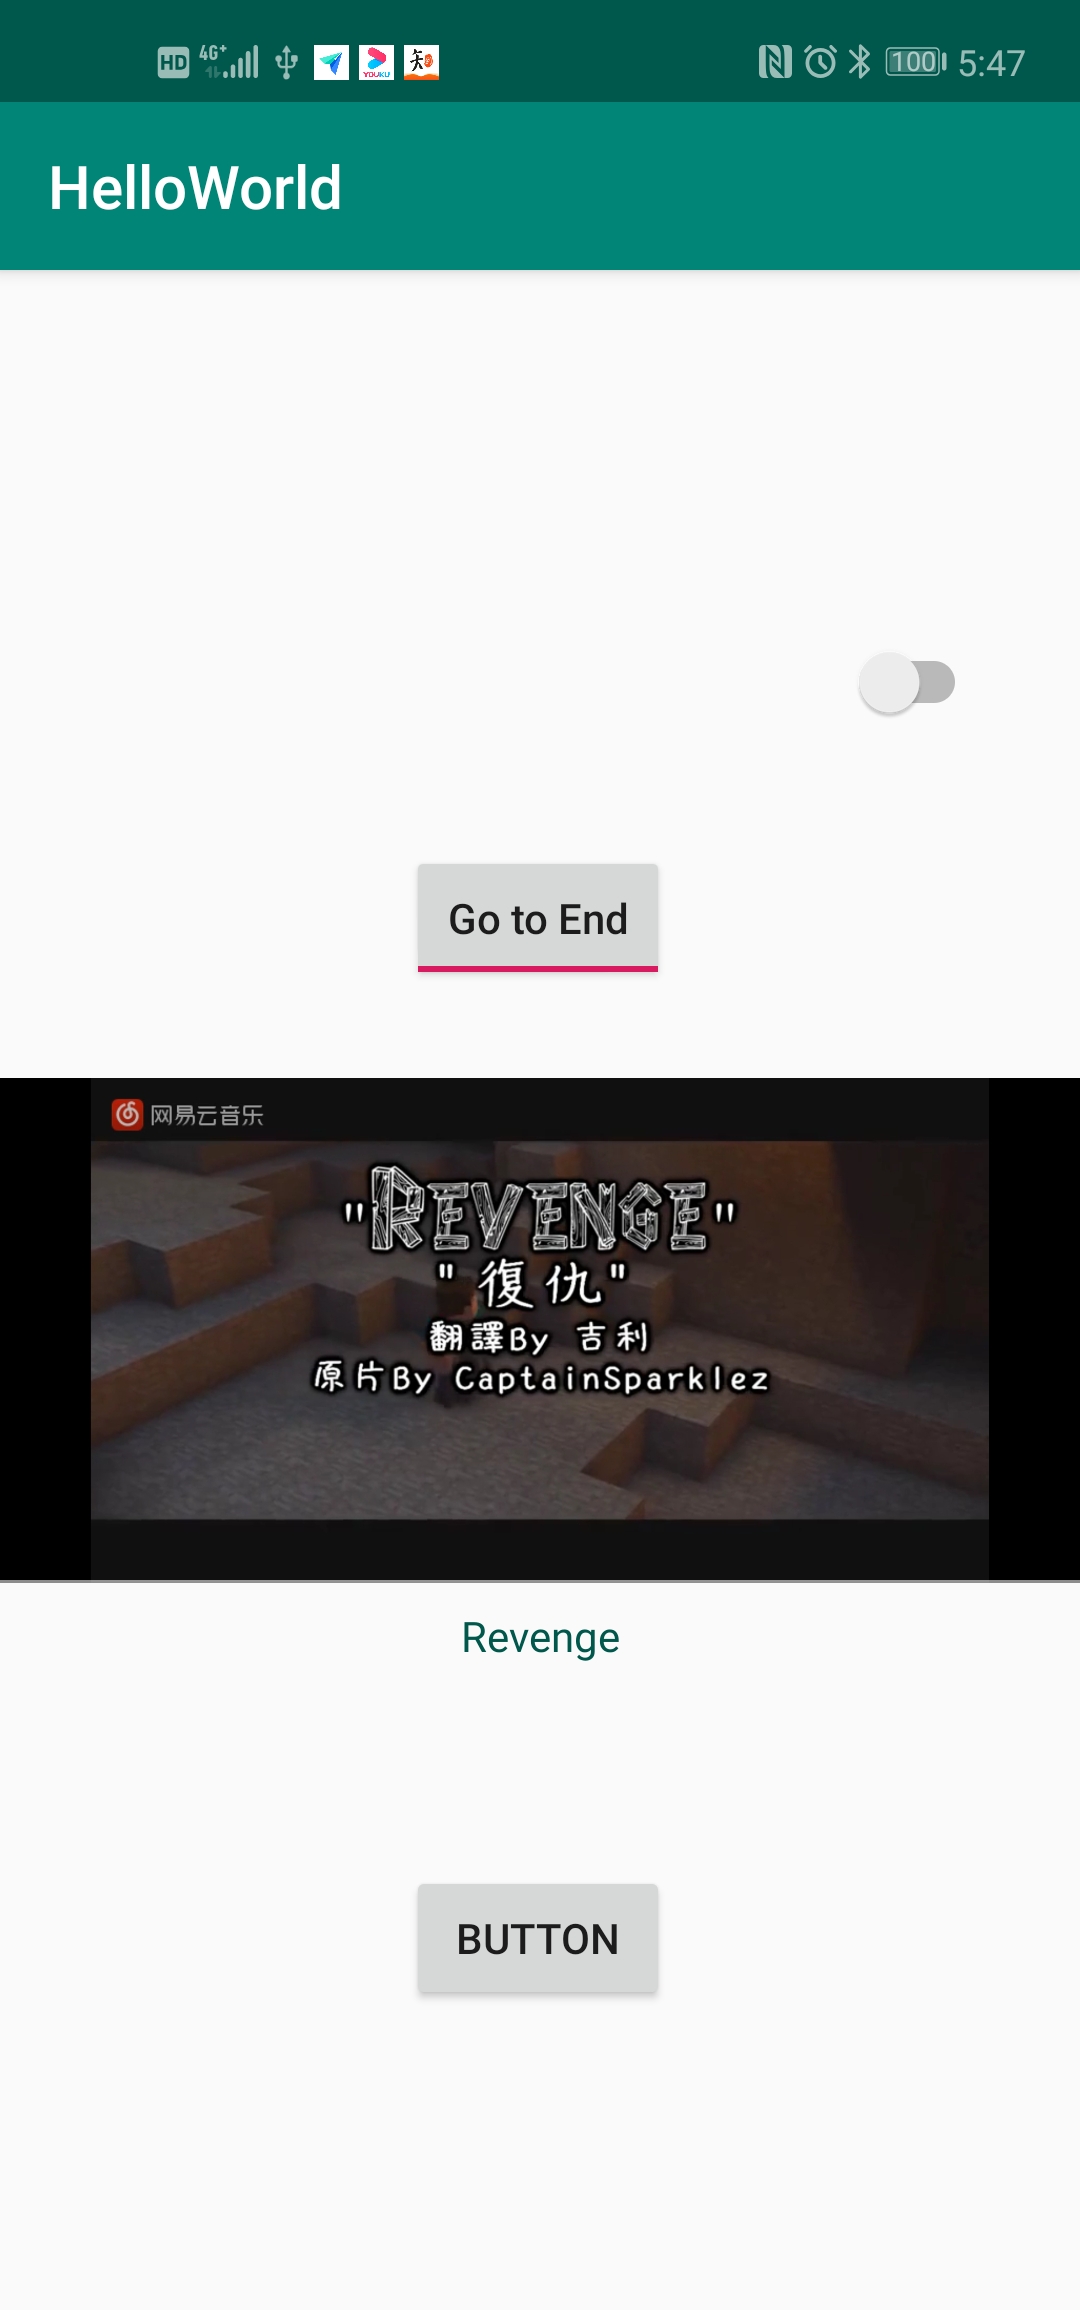 HD 4G+ YOUKU 100 5:47
HelloWorld
Go to End
网易云音乐
"REVENGE"
"復仇"
翻譯By 吉利
原片By CaptainSparklez
Revenge
BUTTON